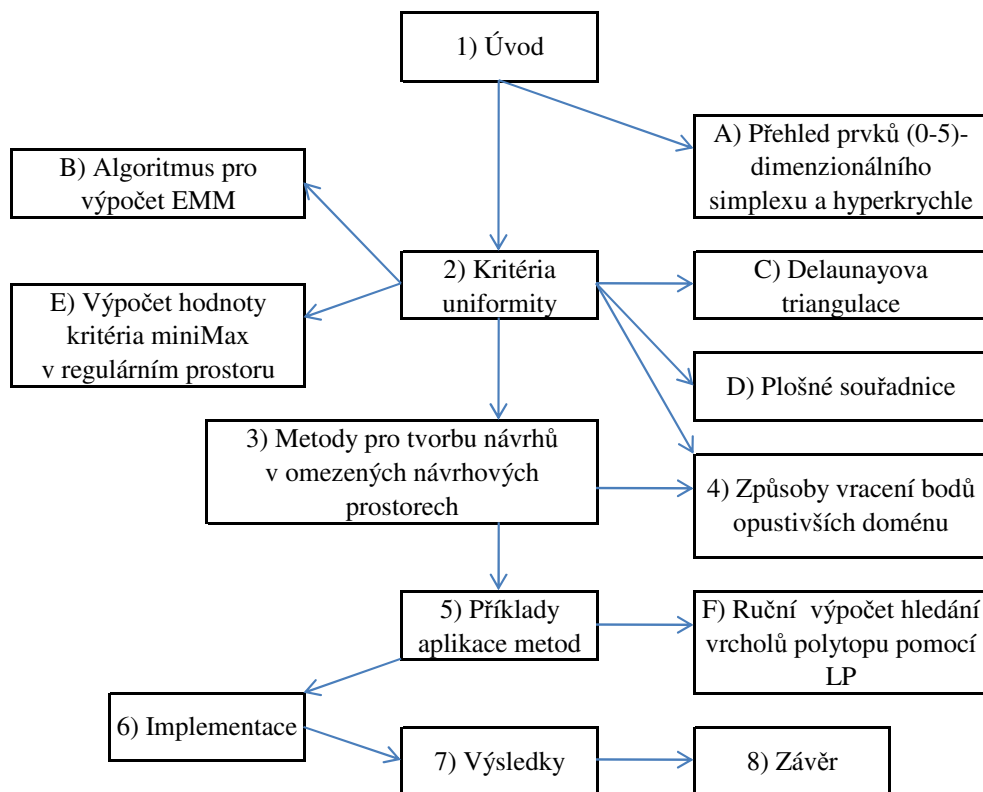 1) Úvod
A) Přehled prvků (0-5)-
dimenzionálního
simplexu a hyperkrychle
B) Algoritmus pro
výpočet EMM
2) Kritéria
uniformity
C) Delaunayova
triangulace
E) Výpočet hodnoty
kritéria miniMax
v regulárním prostoru
D) Plošné souřadnice
3) Metody pro tvorbu návrhů
v omezených návrhových
prostorech
4) Způsoby vracení bodů
opustivších doménu
5) Příklady
aplikace metod
F) Ruční výpočet hledání
vrcholů polytopu pomocí
LP
6) Implementace
7) Výsledky
8) Závěr